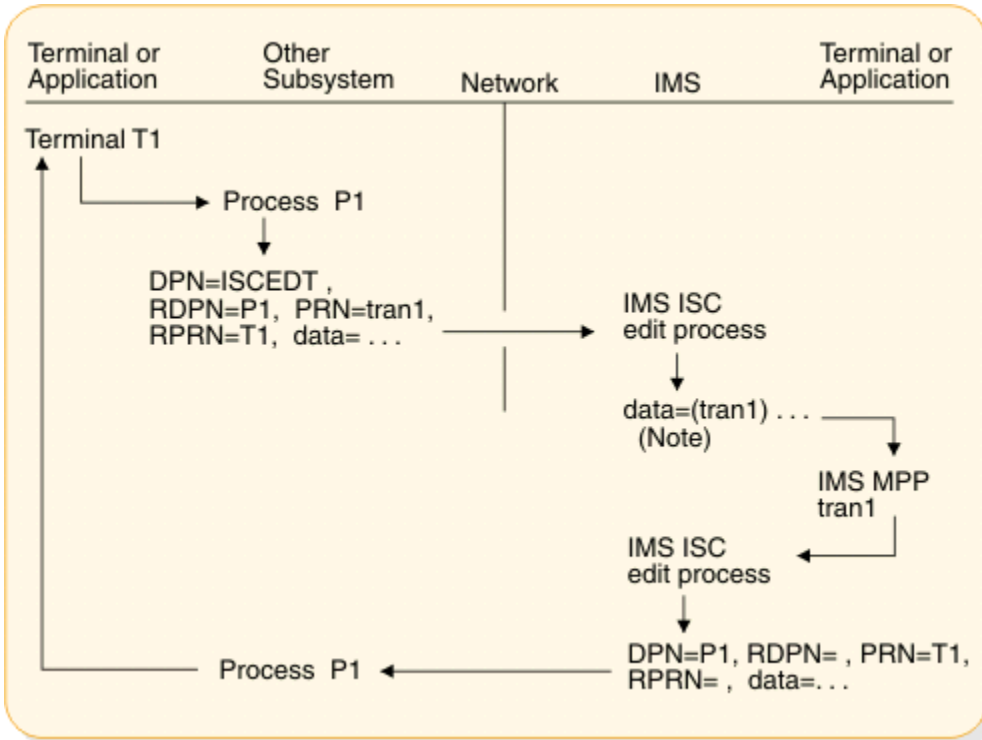 Terminal or
Application
Other
Subsystem
Network
IMS
Terminal or
Application
Terminal T1
Process P1
DPN=ISCEDT ,
RDPN=P1, PRN=tran1,
RPRN=T1, data= . . .
IMS ISC
edit process
data=(tran1) . . .
(Note)
IMS MPP
tran1
IMS ISC
edit process
DPN=P1, RDPN= , PRN=T1,
RPRN= , data=. . .
Process P1